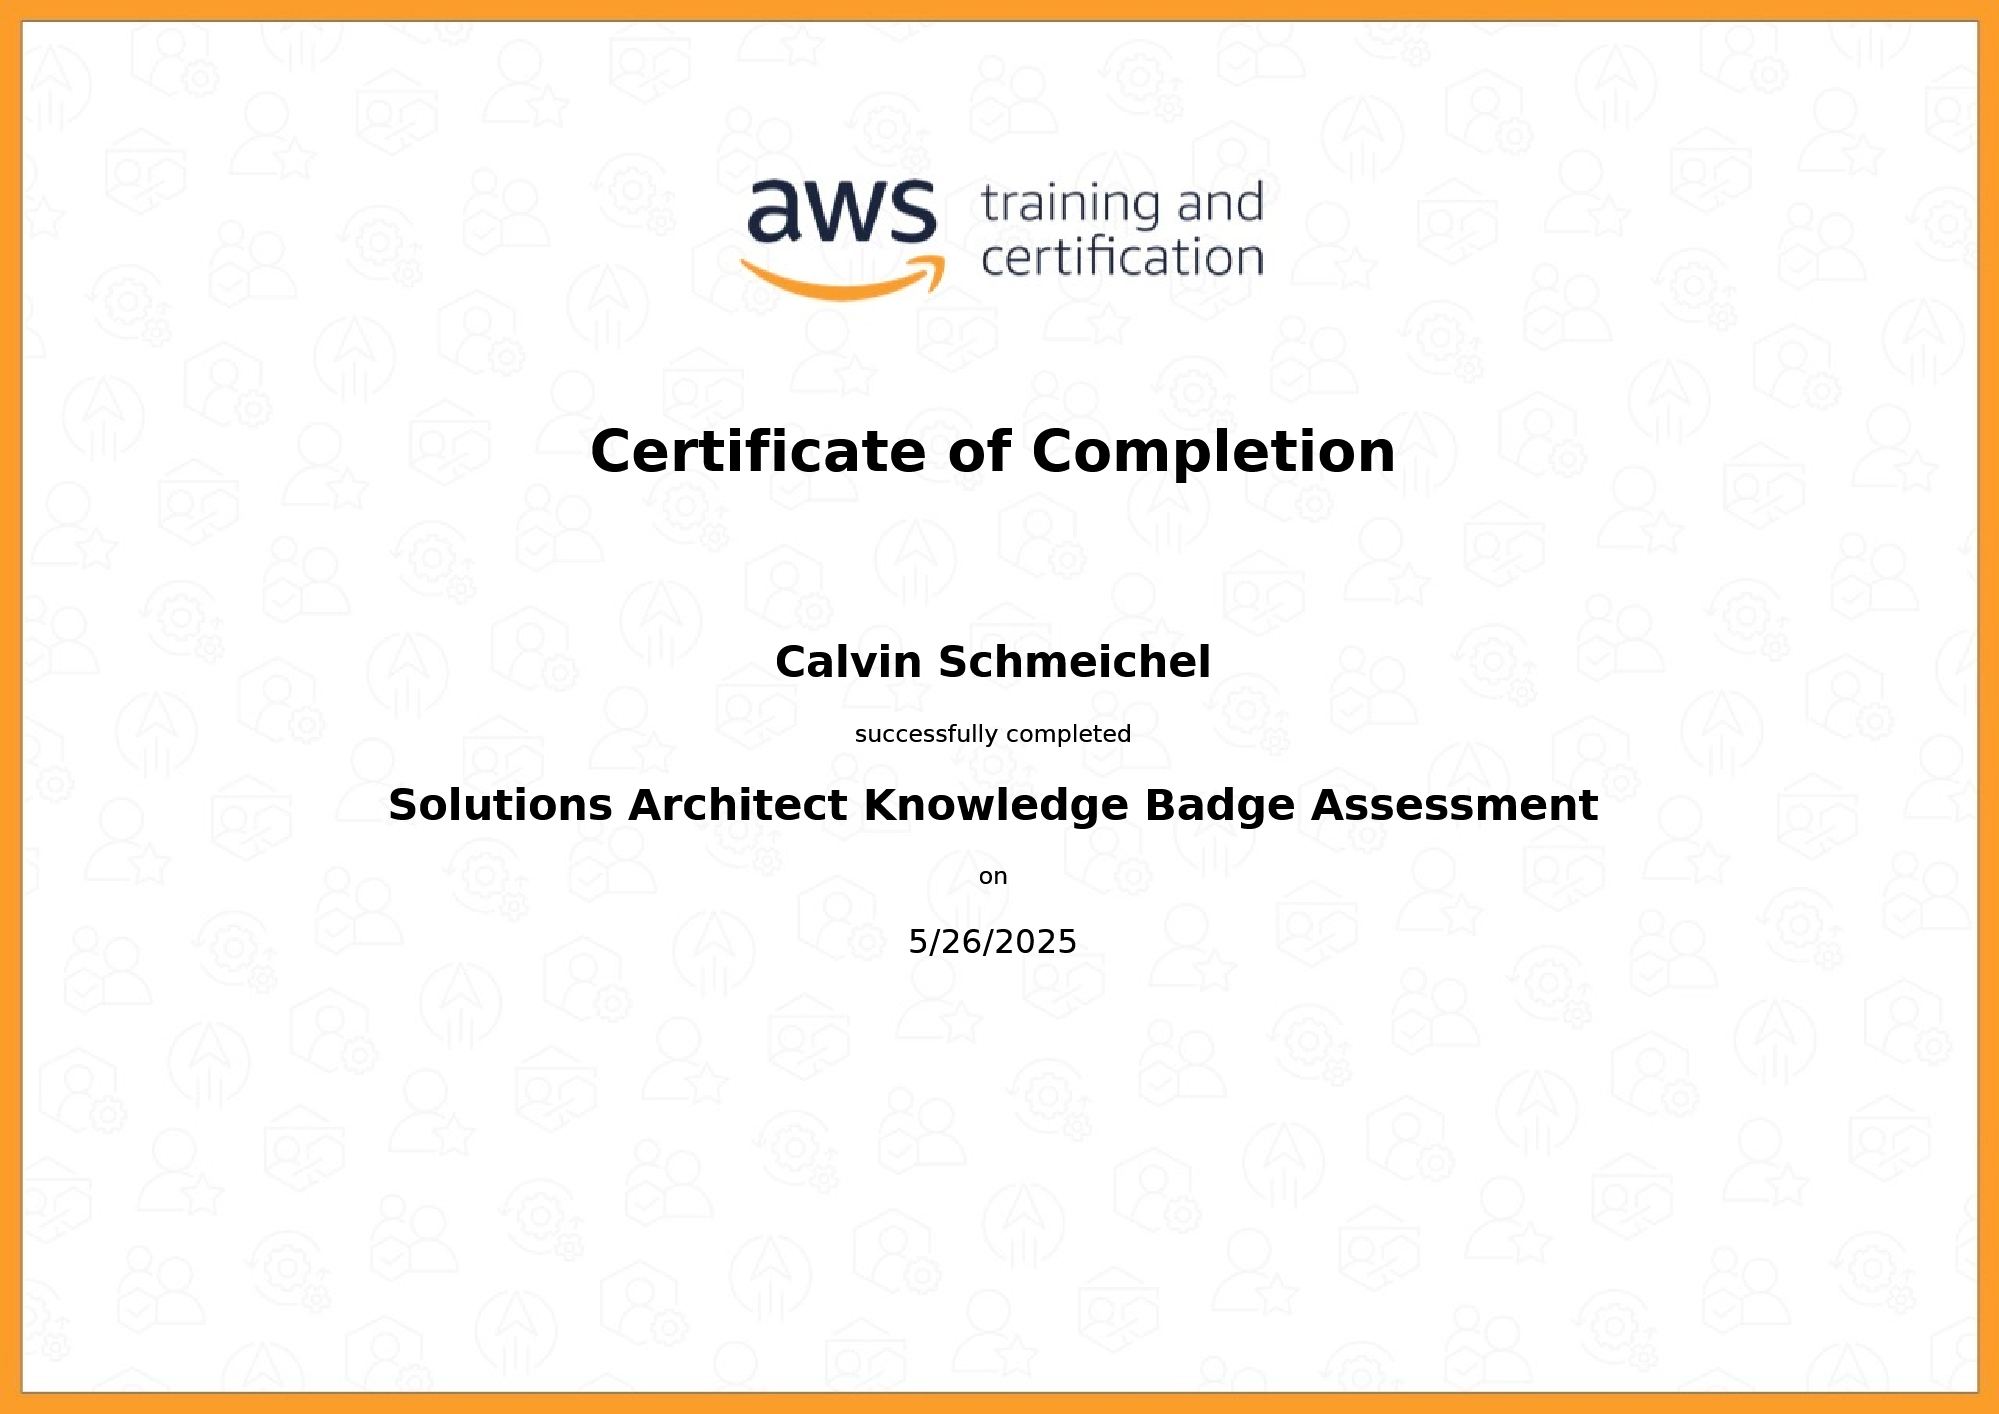 aws training and
certification
Certificate of Completion
Calvin Schmeichel
successfully completed
Solutions Architect Knowledge Badge Assessment
on
5/26/2025